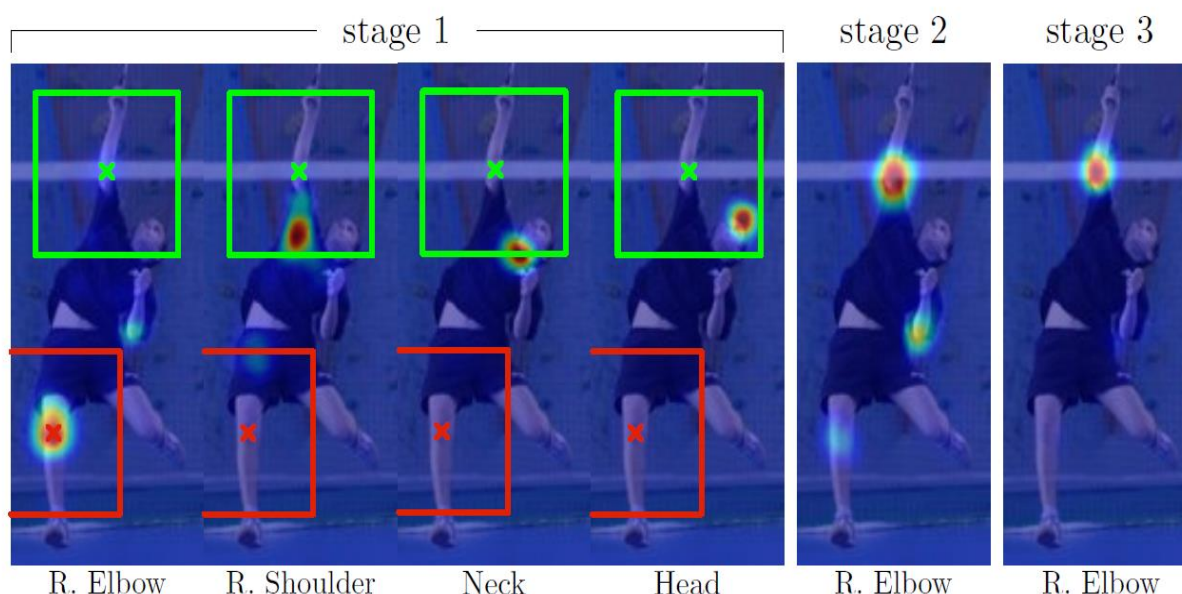 stage 1
stage 2
stage 3
R. Elbow
R. Shoulder
Neck
Head
R. Elbow
R. Elbow